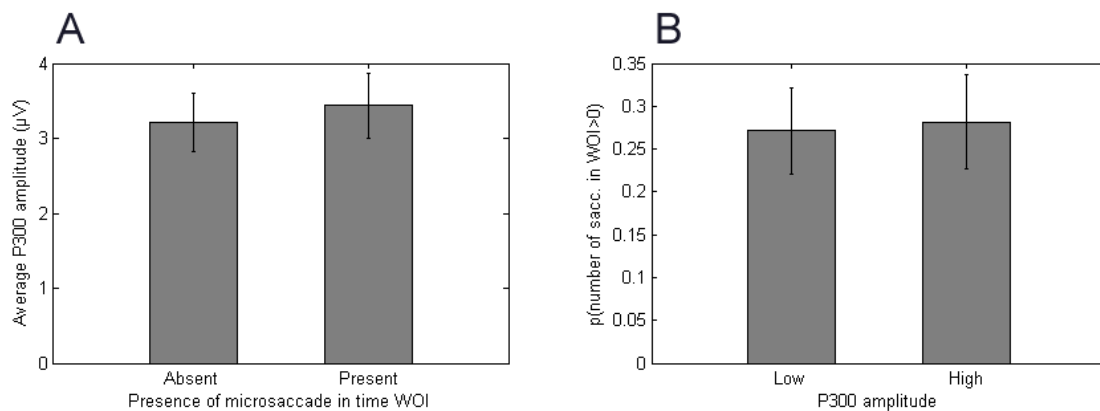 A
4
3
2
1
0
Average P300 amplitude (μV)
Absent
Present
Presence of microsaccade in time WOI
B
0.35
0.3
0.25
0.2
0.15
0.1
0.05
0
p(number of sacc. in WOI>0)
Low
High
P300 amplitude